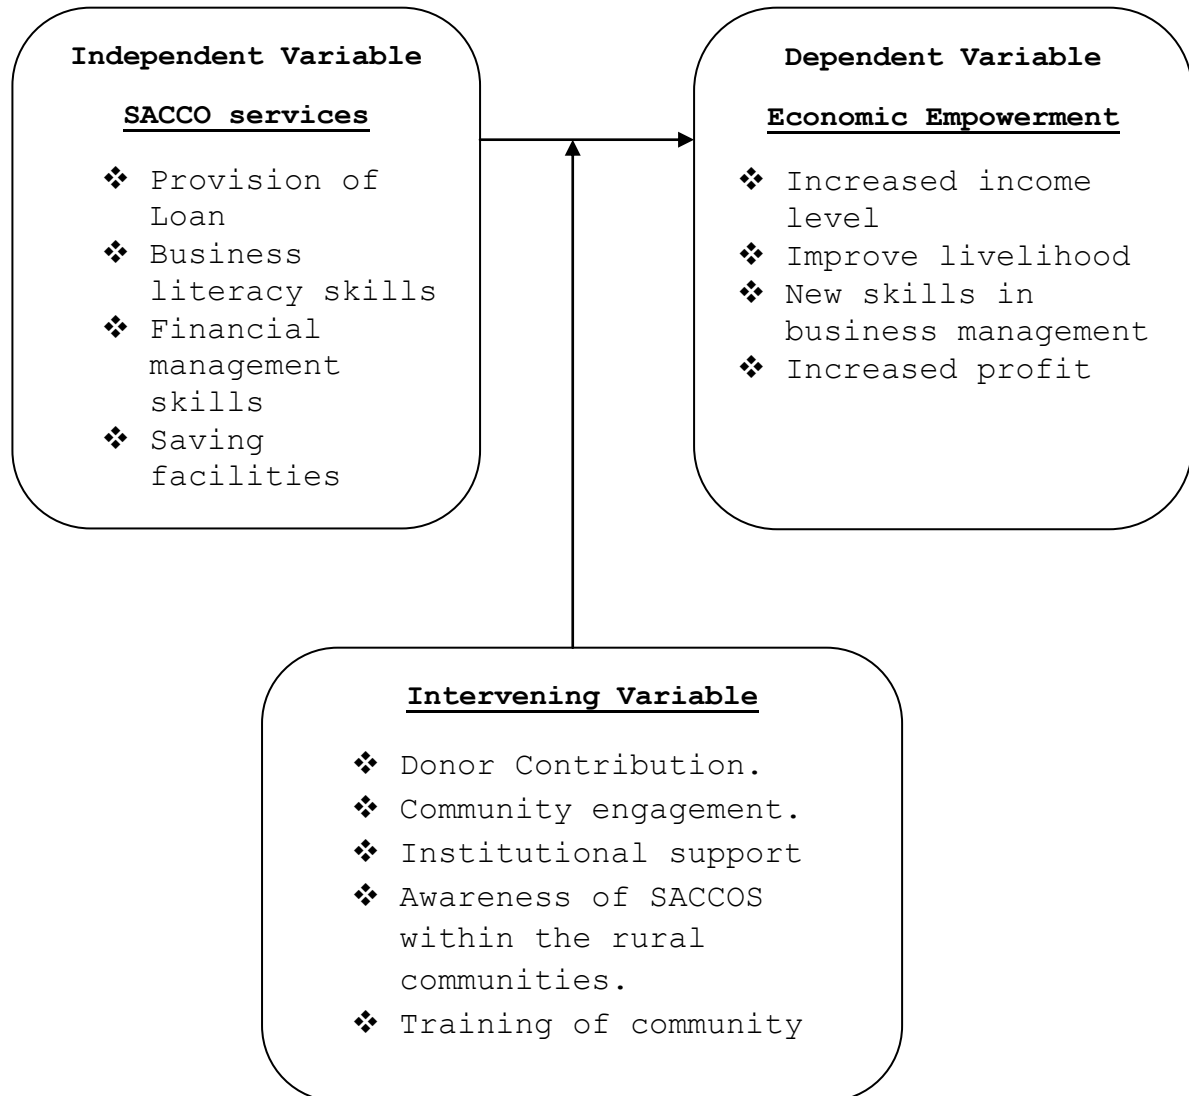 Independent Variable
SACCO services
❖ Provision of
Loan
❖ Business
literacy skills
❖ Financial
management
skills
❖ Saving
facilities
Dependent Variable
Economic Empowerment
❖ Increased income
level
❖ Improve livelihood
❖ New skills in
business management
❖ Increased profit
Intervening Variable
❖ Donor Contribution.
❖ Community engagement.
❖ Institutional support
❖ Awareness of SACCOS
within the rural
communities.
❖ Training of community